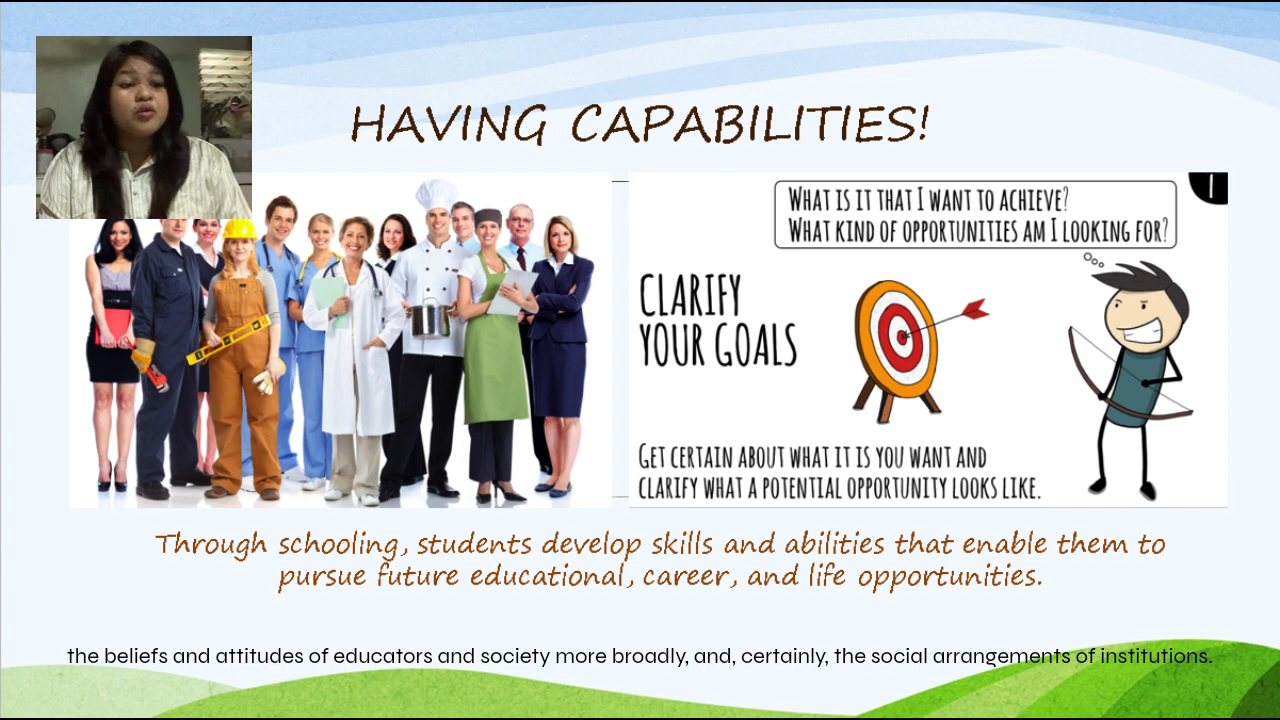 HAVING CAPABILITIES!
WHAT IS IT THAT I WANT TO ACHIEVE?
WHAT KIND OF OPPORTUNITIES AM I LOOKING FOR?
CLARIFY
YOUR GOALS
GET CERTAIN ABOUT WHAT IT IS YOU WANT AND
CLARIFY WHAT A POTENTIAL OPPORTUNITY LOOKS LIKE.
Through schooling, students develop skills and abilities that enable them to
pursue future educational, career, and life opportunities.
the beliefs and attitudes of educators and society more broadly, and, certainly, the social arrangements of institutions.